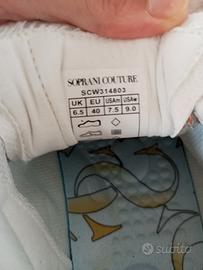 SOPRANI COUTURE
SCW314803
UK EU USAm USAw
6.5 40 7.5 9.0
subito